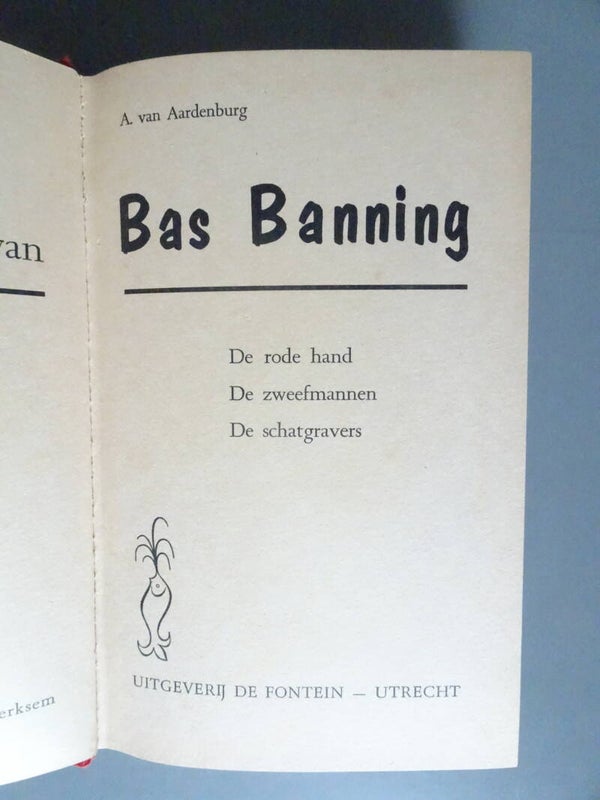 van
erksem
A. van Aardenburg
Bas Banning
De rode hand
De zweefmannen
De schatgravers
UITGEVERIJ DE FONTEIN — UTRECHT